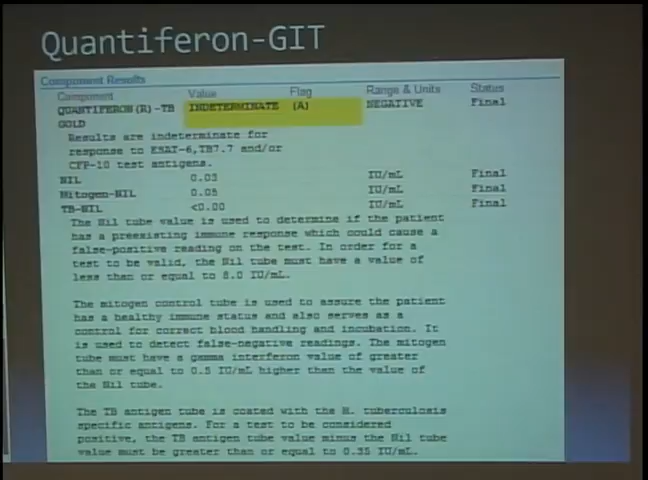 Quantiferon-GIT
Component Results
Component Value Flag Range & Units Status
QUANTIFERON(R)-TB INDETERMINATE (A) NEGATIVE Final
GOLD
Results are indeterminate for
response to ESAT-6,TB7.7 and/or
CFP-10 test antigens.
NIL 0.03 IU/mL Final
Mitogen-NIL 0.05 IU/mL Final
TB-NIL <0.00 IU/mL Final
The Nil tube value is used to determine if the patient
has a preexisting immune response which could cause a
false-positive reading on the test. In order for a
test to be valid, the Nil tube must have a value of
less than or equal to 8.0 IU/mL.
The mitogen control tube is used to assure the patient
has a healthy immune status and also serves as a
control for correct blood handling and incubation. It
is used to detect false-negative readings. The mitogen
tube must have a gamma interferon value of greater
than or equal to 0.5 IU/mL higher than the value of
the Nil tube.
The TB antigen tube is coated with the M. tuberculosis
specific antigens. For a test to be considered
positive, the TB antigen tube value minus the Nil tube
value must be greater than or equal to 0.35 IU/mL.